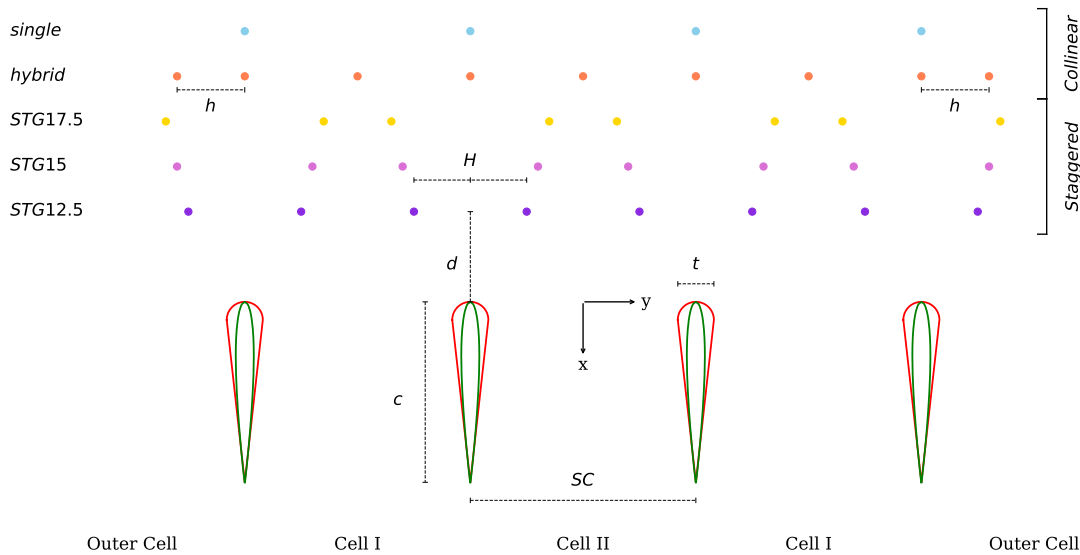 single
hybrid
h
h
Collinear
STG17.5
STG15
H
STG12.5
Staggered
d
t
y
x
c
SC
Outer Cell
Cell I
Cell II
Cell I
Outer Cell